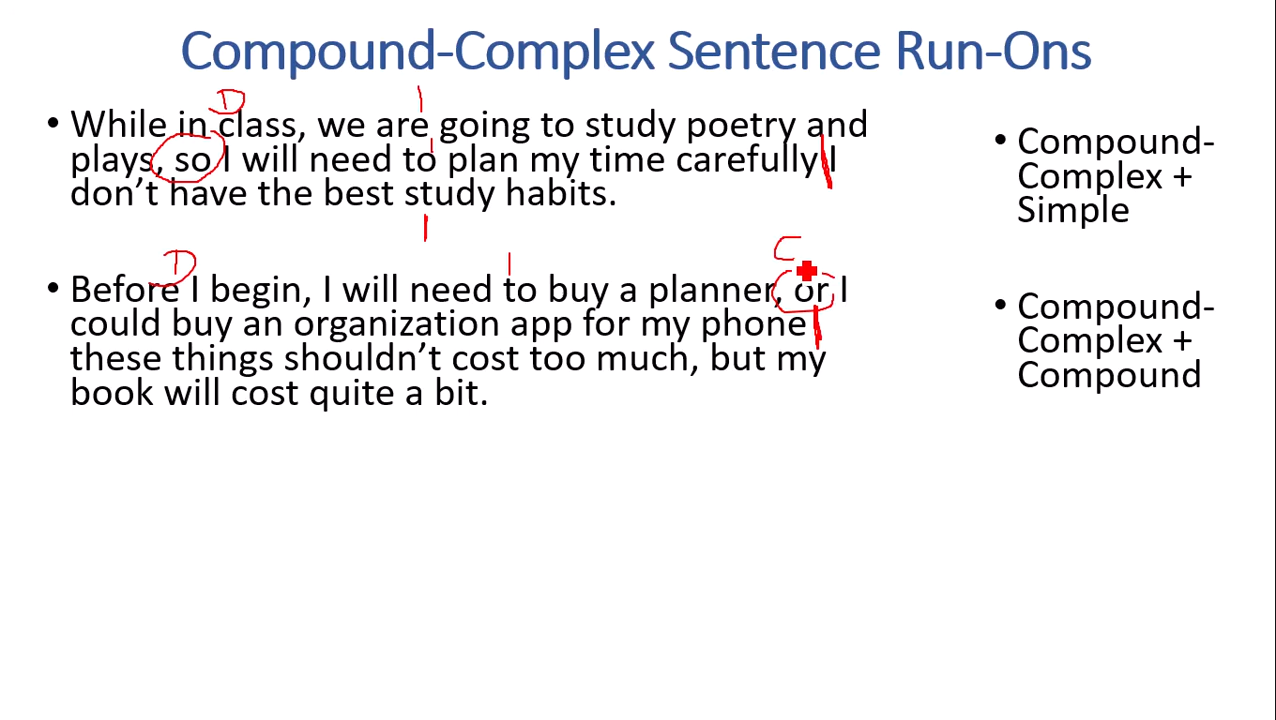 Compound-Complex Sentence Run-Ons
D
I
• While in class, we are going to study poetry and
plays, so I will need to plan my time carefully I
don't have the best study habits.
I
I
D
I
C
• Before I begin, I will need to buy a planner, or I
could buy an organization app for my phone
these things shouldn't cost too much, but my
book will cost quite a bit.
• Compound-
Complex +
Simple
• Compound-
Complex +
Compound